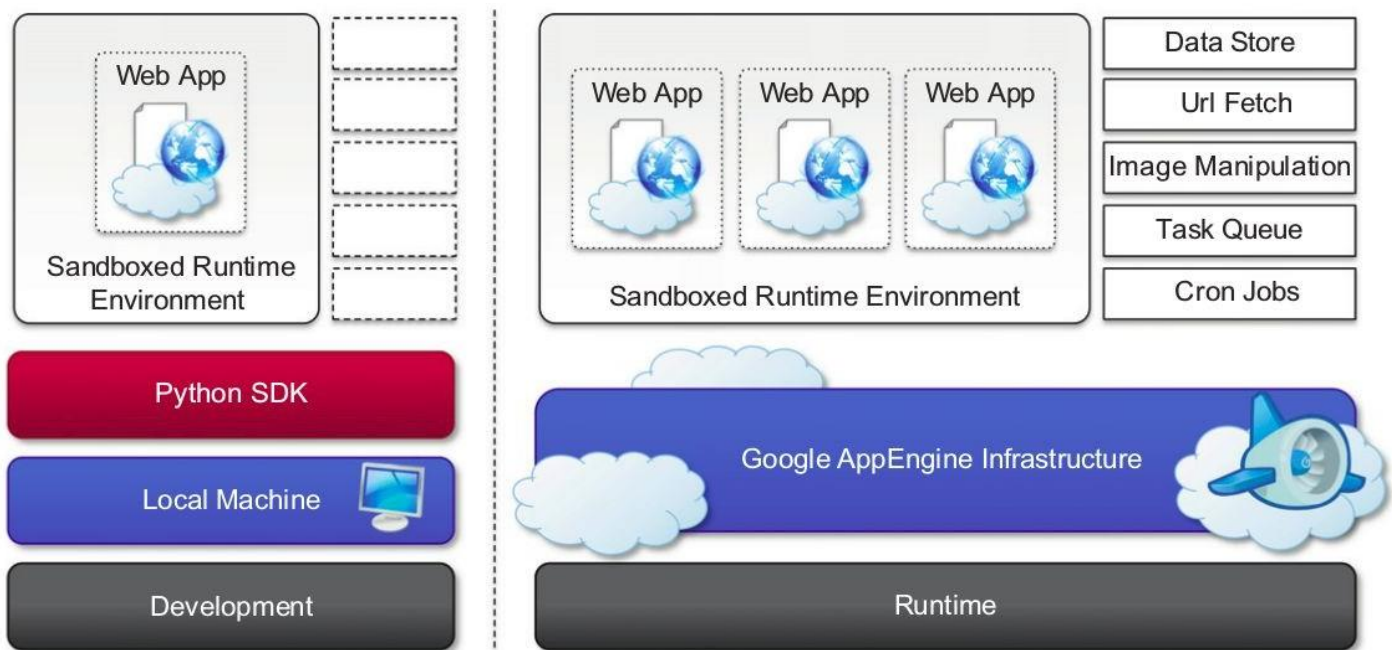 Web App
Sandboxed Runtime
Environment
Python SDK
Local Machine
Development
Web App
Web App
Web App
Sandboxed Runtime Environment
Data Store
Url Fetch
Image Manipulation
Task Queue
Cron Jobs
Google AppEngine Infrastructure
Runtime